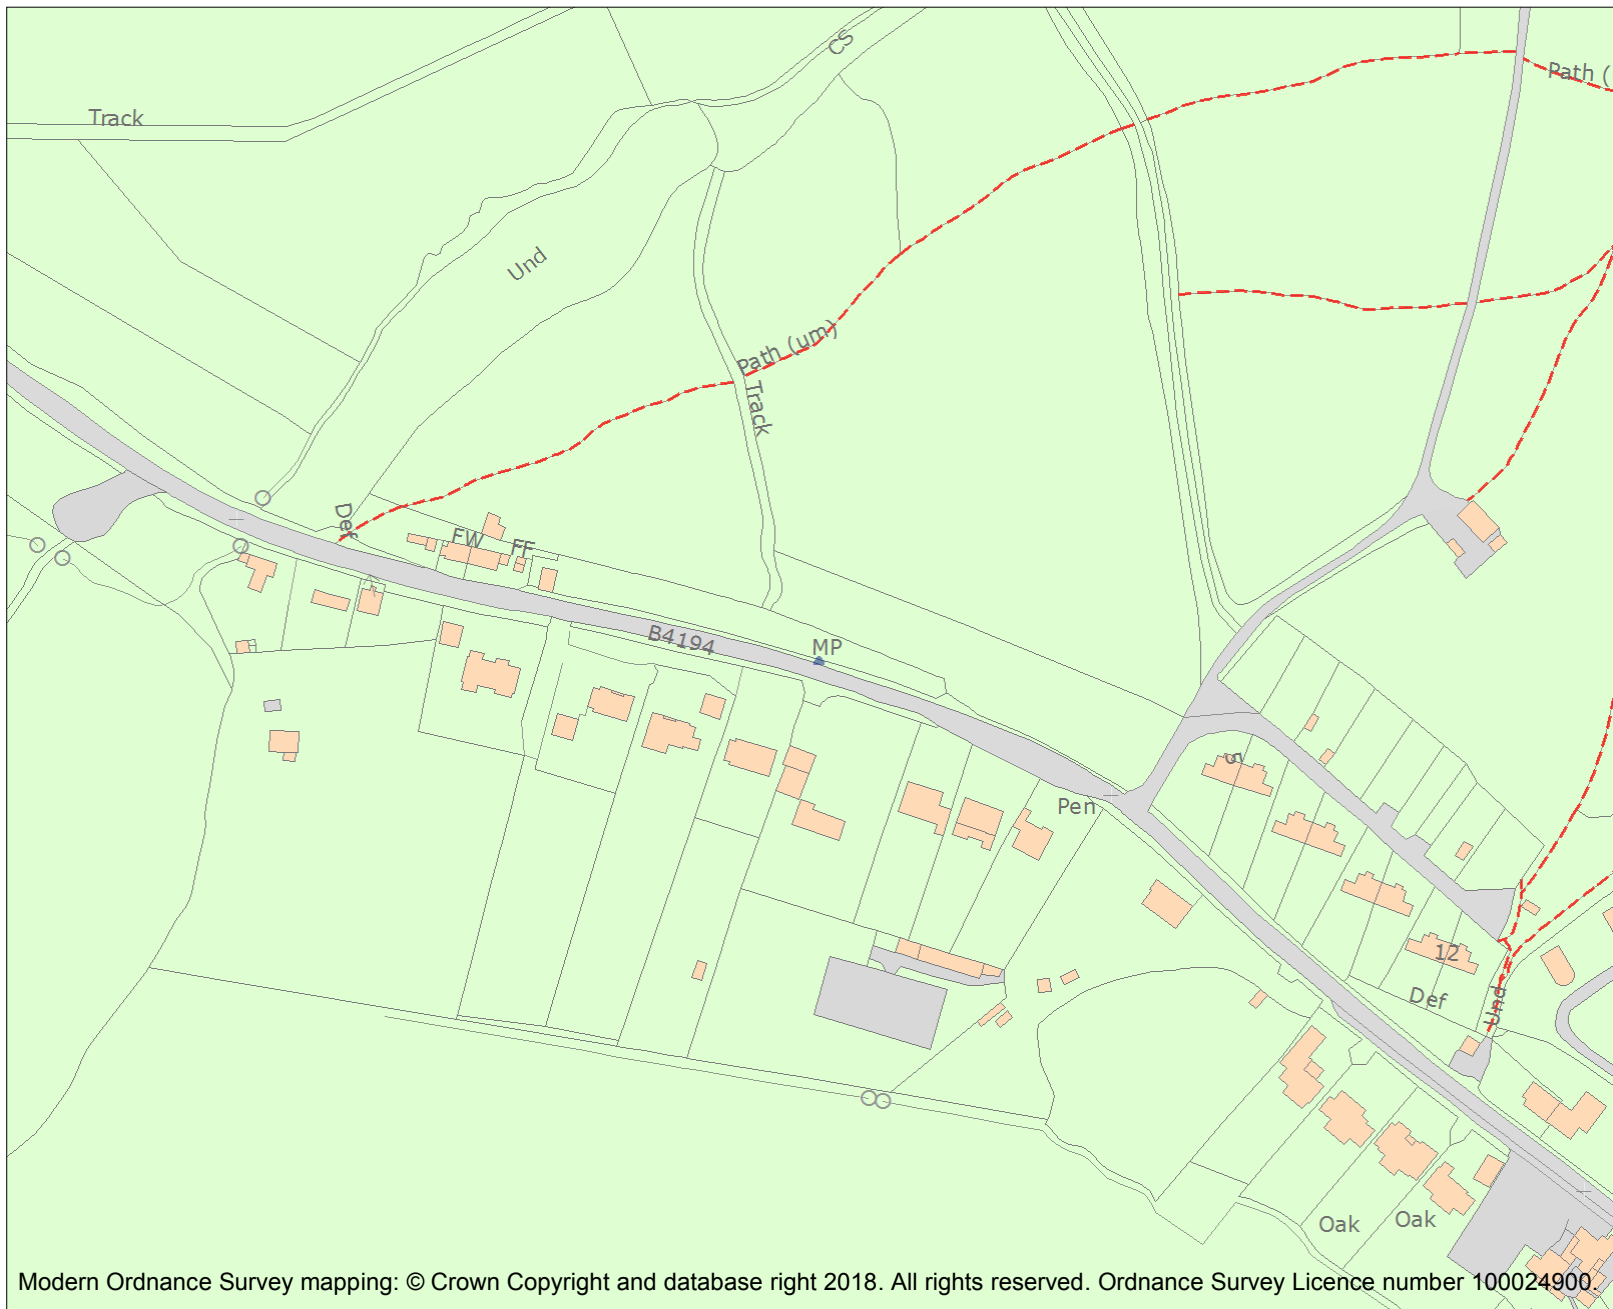 CS
Path (
Track
Und
Path (um)
Track
Def
FW
FF
B4194
MP
Pen
9
12
Def
Und
Oak
Oak
Modern Ordnance Survey mapping: © Crown Copyright and database right 2018. All rights reserved. Ordnance Survey Licence number 100024900.